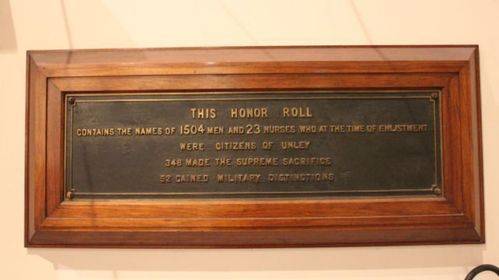 THIS HONOR ROLL
CONTAINS THE NAMES OF 1504 MEN AND 23 NURSES WHO AT THE TIME OF ENLISTMENT
WERE CITIZENS OF UNLEY
348 MADE THE SUPREME SACRIFICE
52 GAINED MILITARY DISTINCTIONS